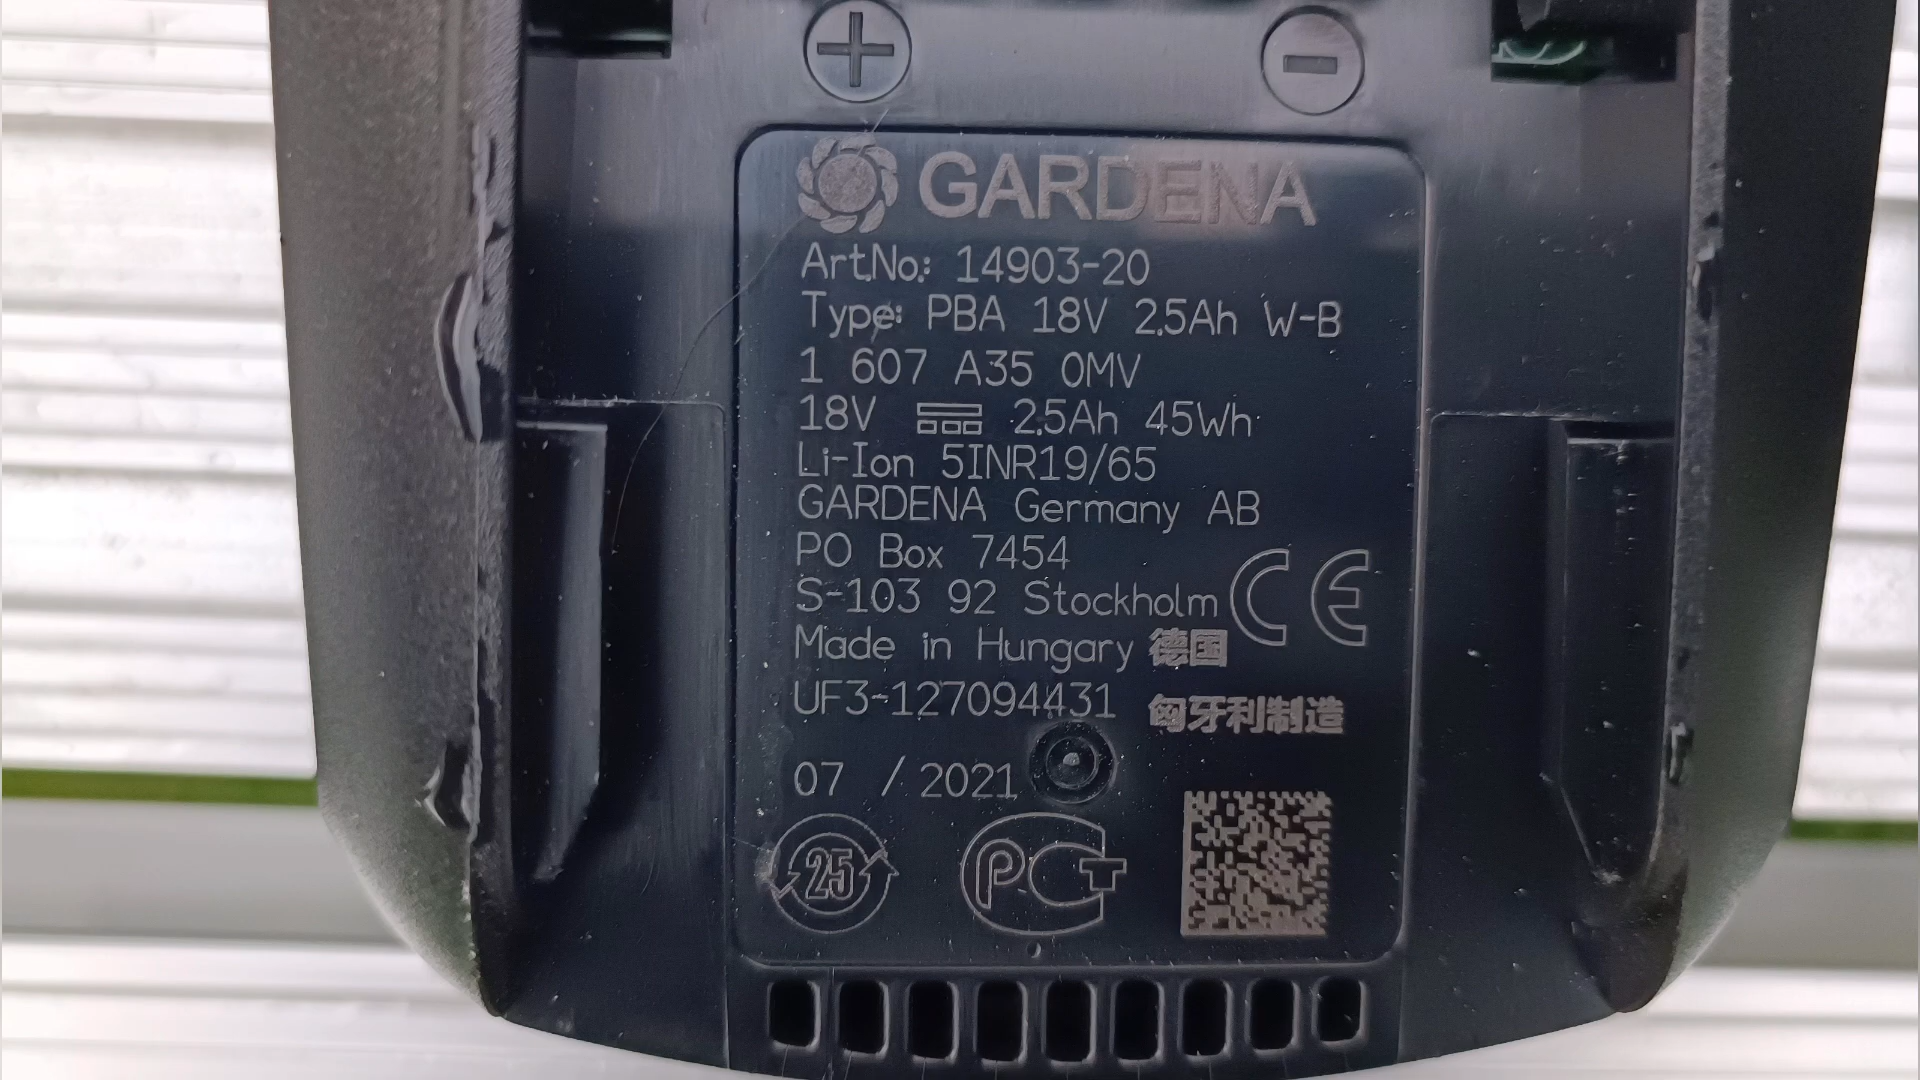 + -
GARDENA
Art.No.: 14903-20
Type: PBA 18V 2.5Ah W-B
1 607 A35 0MV
18V 2.5Ah 45Wh
Li-Ion 5INR19/65
GARDENA Germany AB
PO Box 7454
S-103 92 Stockholm CE
Made in Hungary 德国
UF3-127094431 匈牙利制造
07 / 2021
25 РСТ